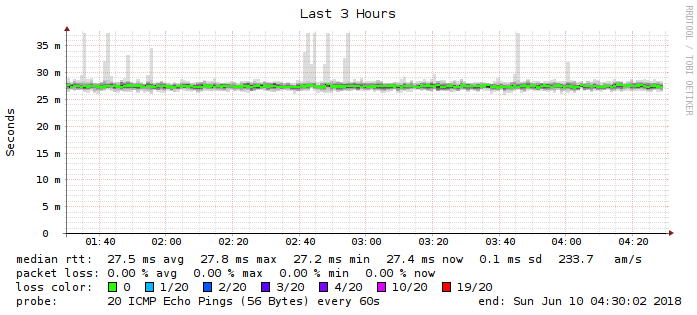 Last 3 Hours
RRDTOOL / TOBI OETIKER
Seconds
35 m
30 m
25 m
20 m
15 m
10 m
5 m
0
01:40 02:00 02:20 02:40 03:00 03:20 03:40 04:00 04:20
median rtt: 27.5 ms avg 27.8 ms max 27.2 ms min 27.4 ms now 0.1 ms sd 233.7 am/s
packet loss: 0.00 % avg 0.00 % max 0.00 % min 0.00 % now
loss color: 0 1/20 2/20 3/20 4/20 10/20 19/20
probe: 20 ICMP Echo Pings (56 Bytes) every 60s end: Sun Jun 10 04:30:02 2018